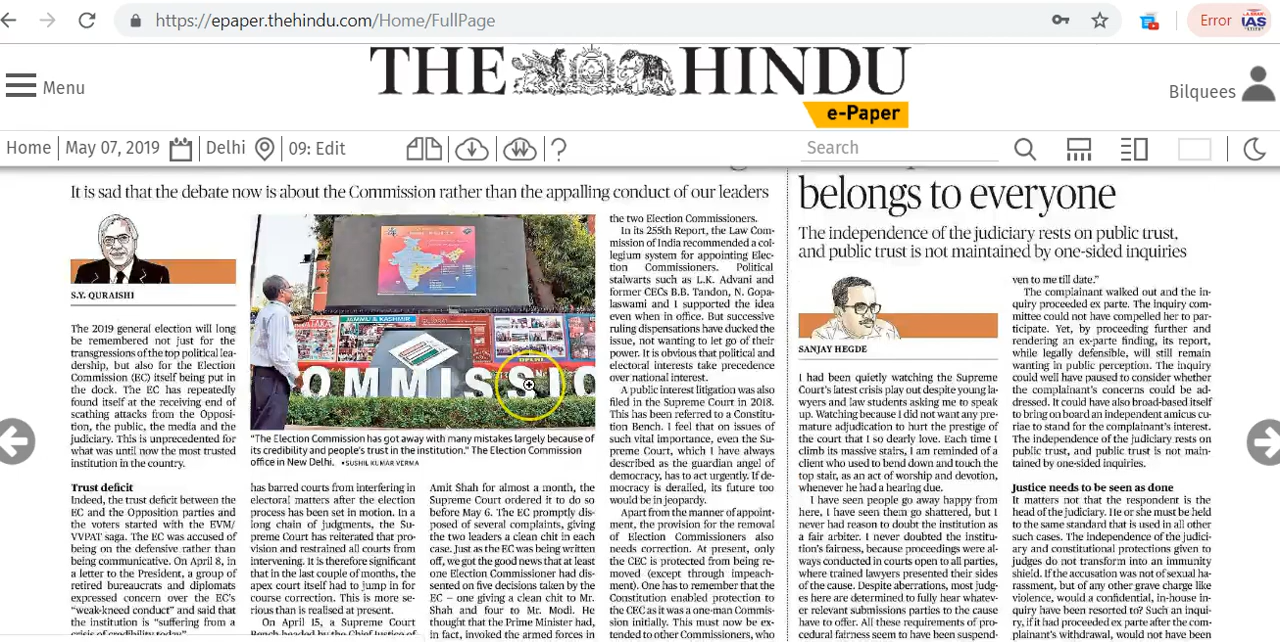 https://epaper.thehindu.com/Home/FullPage
Error
IAS
THE HINDU
e-Paper
Menu
Bilquees
Home
May 07, 2019
Delhi
09: Edit
?
Search
It is sad that the debate now is about the Commission rather than the appalling conduct of our leaders
S.Y. QURAISHI
The 2019 general election will long
be remembered not just for the
transgressions of the top political lea-
dership, but also for the Election
Commission (EC) itself being put in
the dock. The EC has repeatedly
found itself at the receiving end of
scathing attacks from the Opposi-
tion, the public, the media and the
judiciary. This is unprecedented for
what was until now the most trusted
institution in the country.
Trust deficit
Indeed, the trust deficit between the
EC and the Opposition parties and
the voters started with the EVM/
VVPAT saga. The EC was accused of
being on the defensive rather than
being communicative. On April 8, in
a letter to the President, a group of
retired bureaucrats and diplomats
expressed concern over the EC's
"weak-kneed conduct" and said that
the institution is "suffering from a
crisis of credibility today"
JAMMU & KASHMIR
DELHI
OMMISSIO
"The Election Commission has got away with many mistakes largely because of
its credibility and people's trust in the institution." The Election Commission
office in New Delhi. •SUSHIL KUMAR VERMA
has barred courts from interfering in
electoral matters after the election
process has been set in motion. In a
long chain of judgments, the Su-
preme Court has reiterated that pro-
vision and restrained all courts from
intervening. It is therefore significant
that in the last couple of months, the
apex court itself had to jump in for
course correction. This is more se-
rious than is realised at present.
On April 15, a Supreme Court
Bench headed by the Chief Justice of
Amit Shah for almost a month, the
Supreme Court ordered it to do so
before May 6. The EC promptly dis-
posed of several complaints, giving
the two leaders a clean chit in each
case. Just as the EC was being written
off, we got the good news that at least
one Election Commissioner had dis-
sented on five decisions taken by the
EC – one giving a clean chit to Mr.
Shah and four to Mr. Modi. He
thought that the Prime Minister had,
in fact, invoked the armed forces in
the two Election Commissioners.
In its 255th Report, the Law Com-
mission of India recommended a col-
legium system for appointing Elec-
tion Commissioners. Political
stalwarts such as L.K. Advani and
former CECs B.B. Tandon, N. Gopa-
laswami and I supported the idea
even when in office. But successive
ruling dispensations have ducked the
issue, not wanting to let go of their
power. It is obvious that political and
electoral interests take precedence
over national interest.
A public interest litigation was also
filed in the Supreme Court in 2018.
This has been referred to a Constitu-
tion Bench. I feel that on issues of
such vital importance, even the Su-
preme Court, which I have always
described as the guardian angel of
democracy, has to act urgently. If de-
mocracy is derailed, its future too
would be in jeopardy.
Apart from the manner of appoint-
ment, the provision for the removal
of Election Commissioners also
needs correction. At present, only
the CEC is protected from being re-
moved (except through impeach-
ment). One has to remember that the
Constitution enabled protection to
the CEC as it was a one-man Commis-
sion initially. This must now be ex-
tended to other Commissioners, who
belongs to everyone
The independence of the judiciary rests on public trust,
and public trust is not maintained by one-sided inquiries
SANJAY HEGDE
I had been quietly watching the Supreme
Court's latest crisis play out despite young la-
wyers and law students asking me to speak
up. Watching because I did not want any pre-
mature adjudication to hurt the prestige of
the court that I so dearly love. Each time I
climb its massive stairs, I am reminded of a
client who used to bend down and touch the
top stair, as an act of worship and devotion,
whenever he had a hearing due.
I have seen people go away happy from
here, I have seen them go shattered, but I
never had reason to doubt the institution as
a fair arbiter. I never doubted the institu-
tion's fairness, because proceedings were al-
ways conducted in courts open to all parties,
where trained lawyers presented their sides
of the cause. Despite aberrations, most judg-
es here are determined to fully hear whatev-
er relevant submissions parties to the cause
have to offer. All these requirements of pro-
cedural fairness seem to have been suspend-
ven to me till date."
The complainant walked out and the in-
quiry proceeded ex parte. The inquiry com-
mittee could not have compelled her to par-
ticipate. Yet, by proceeding further and
rendering an ex-parte finding, its report,
while legally defensible, will still remain
wanting in public perception. The inquiry
could well have paused to consider whether
the complainant's concerns could be ad-
dressed. It could have also broad-based itself
to bring on board an independent amicus cu-
riae to stand for the complainant's interest.
The independence of the judiciary rests on
public trust, and public trust is not main-
tained by one-sided inquiries.
Justice needs to be seen as done
It matters not that the respondent is the
head of the judiciary. He or she must be held
to the same standard that is used in all other
such cases. The independence of the judici-
ary and constitutional protections given to
judges do not transform into an immunity
shield. If the accusation was not of sexual ha-
rassment, but of any other grave charge like
violence, would a confidential, in-house in-
quiry have been resorted to? Such an inqui-
ry, if it had proceeded ex parte after the
complainant's withdrawal, would not have